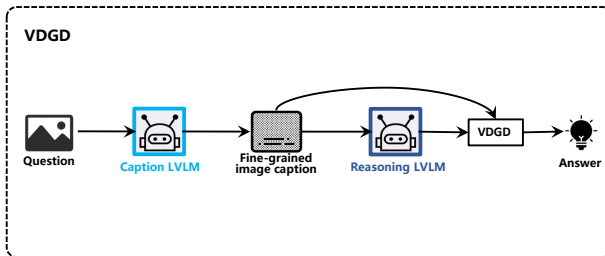 VDGD
Question
Caption LVLM
Fine-grained
image caption
Reasoning LVLM
VDGD
Answer